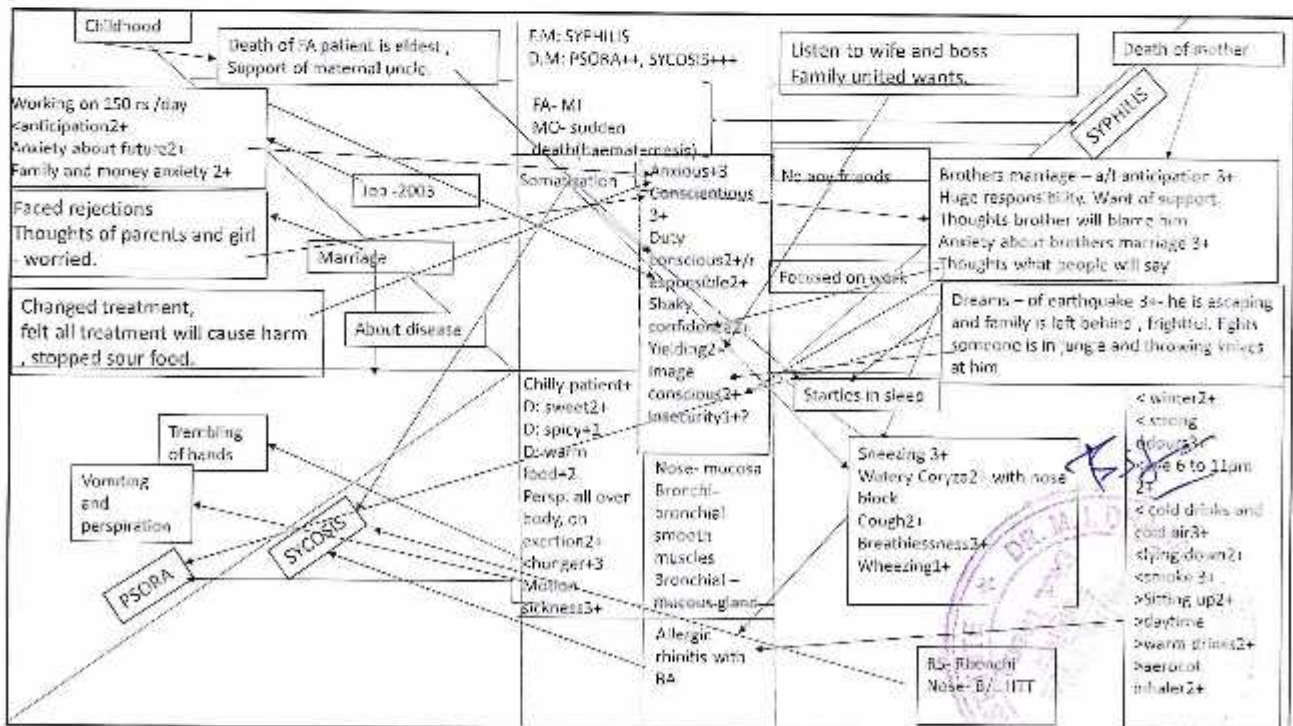 Childhood
Death of FA patient is eldest ,
Support of maternal uncle.
F.M: SYPHILIS
D.M: PSORA++, SYCOSIS+++
FA- MI
MO- sudden
death(haematemesis)
Listen to wife and boss
Family united wants.
Death of mother
SYPHILIS
Working on 150 rs /day
<anticipation2+
Anxiety about future2+
Family and money anxiety 2+
Job -2003
Somatisation
Anxious+3
Conscientious
3+
Duty
conscious2+/r
esponsible2+
Shaky
confidence2+
Yielding2+
Image
conscious(2+
Insecurity3+?
No any friends
Focused on work
Brothers marriage – a/f anticipation 3+
Huge responsibility. Want of support.
Thoughts brother will blame him
Anxiety about brothers marriage 3+
Thoughts what people will say
Faced rejections
Thoughts of parents and girl
- worried.
Marriage
Changed treatment,
felt all treatment will cause harm
, stopped sour food.
About disease
Dreams – of earthquake 3+- he is escaping
and family is left behind , frightful. Fights
someone is in jungle and throwing knives
at him
Startles in sleep
Chilly patient+
D: sweet2+
D: spicy+1
D: warm
food+2
Persp. all over
body, on
exertion2+
<hunger+3
Motion
sickness3+
Trembling
of hands
Vomiting
and
perspiration
PSORA
SYCOSIS
Nose- mucosa
Bronchi-
bronchial
smooth
muscles
Bronchial –
mucous gland
Allergic
rhinitis with
BA
Sneezing 3+
Watery Coryza2+ with nose
block
Cough2+
Breathlessness3+
Wheezing1+
RS- Rhonchi
Nose- B/L HTT
< winter2+
< strong
odours3+
6 to 11pm
2+
< cold drinks and
cold air3+
<lying down2+
<smoke 3+
>Sitting up2+
>daytime
>warm drinks2+
>aerocot
inhaler2+
DR. M.L.